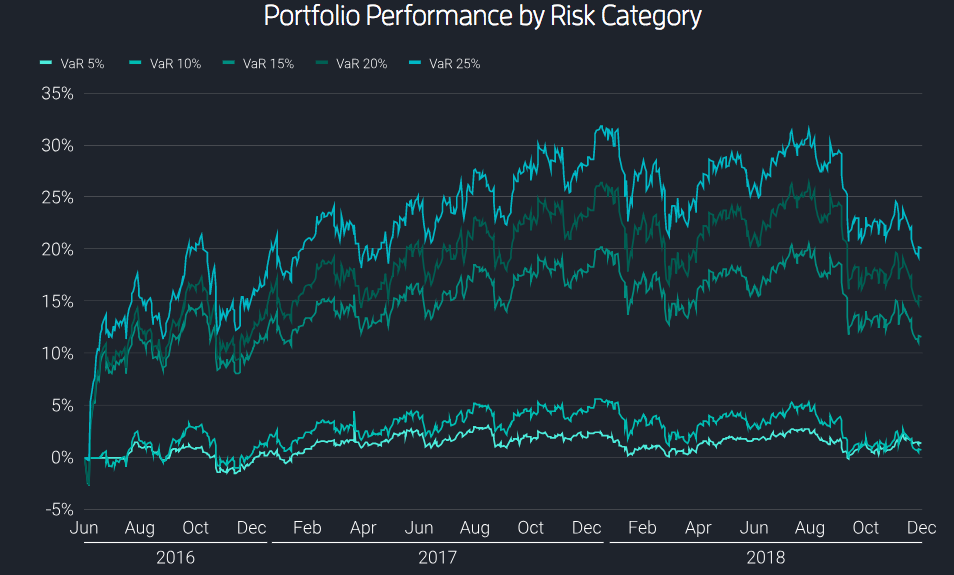 Portfolio Performance by Risk Category
VaR 5% VaR 10% VaR 15% VaR 20% VaR 25%
35%
30%
25%
20%
15%
10%
5%
0%
-5%
Jun Aug Oct Dec Feb Apr Jun Aug Oct Dec Feb Apr Jun Aug Oct Dec
2016 2017 2018